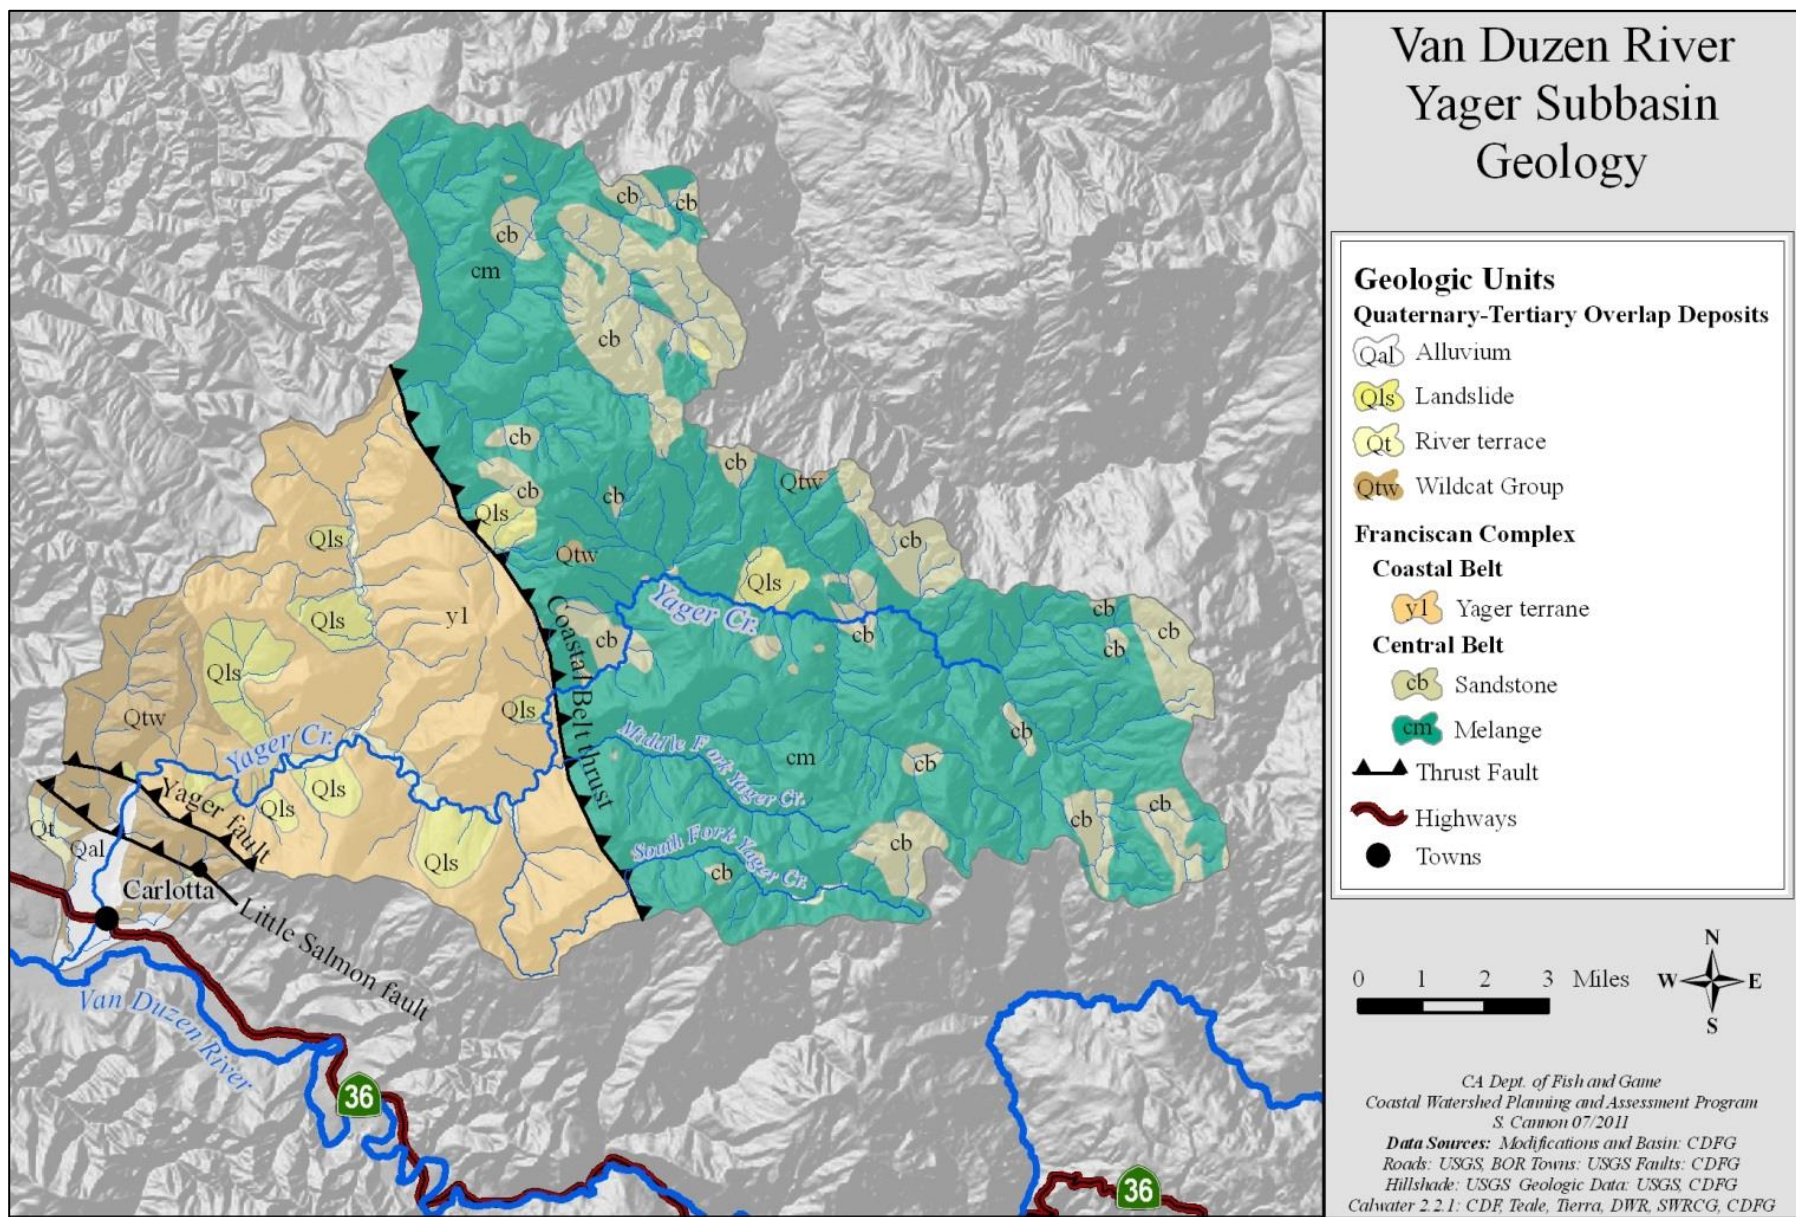 Van Duzen River
Yager Subbasin
Geology
Geologic Units
Quaternary-Tertiary Overlap Deposits
Qal Alluvium
Qls Landslide
Qt River terrace
Qtw Wildcat Group
Franciscan Complex
Coastal Belt
y1 Yager terrane
Central Belt
cb Sandstone
cm Melange
Thrust Fault
Highways
Towns
0 1 2 3 Miles
N
W E
S
CA Dept. of Fish and Game
Coastal Watershed Planning and Assessment Program
S. Cannon 07/2011
Data Sources: Modifications and Basin: CDFG
Roads: USGS, BOR Towns: USGS Faults: CDFG
Hillshade: USGS Geologic Data: USGS, CDFG
Calwater 2.2.1: CDF, Teale, Tierra, DWR, SWRCG, CDFG
cb
cb
cb
cm
cb
cb
cb
Qtw
cb
cb
Qls
Qls
cb
Qtw
Qls
Yager Cr.
cb
cb
cb
cb
y1
Qls
cb
Coastal Belt thrust
Qls
Qls
Qtw
Middle Fork Yager Cr.
cm
cb
cb
Yager Cr.
Qls
Qls
Yager fault
cb
cb
cb
Qt
Qal
Qls
South Fork Yager Cr.
cb
Carlotta
Little Salmon fault
Van Duzen River
36
36